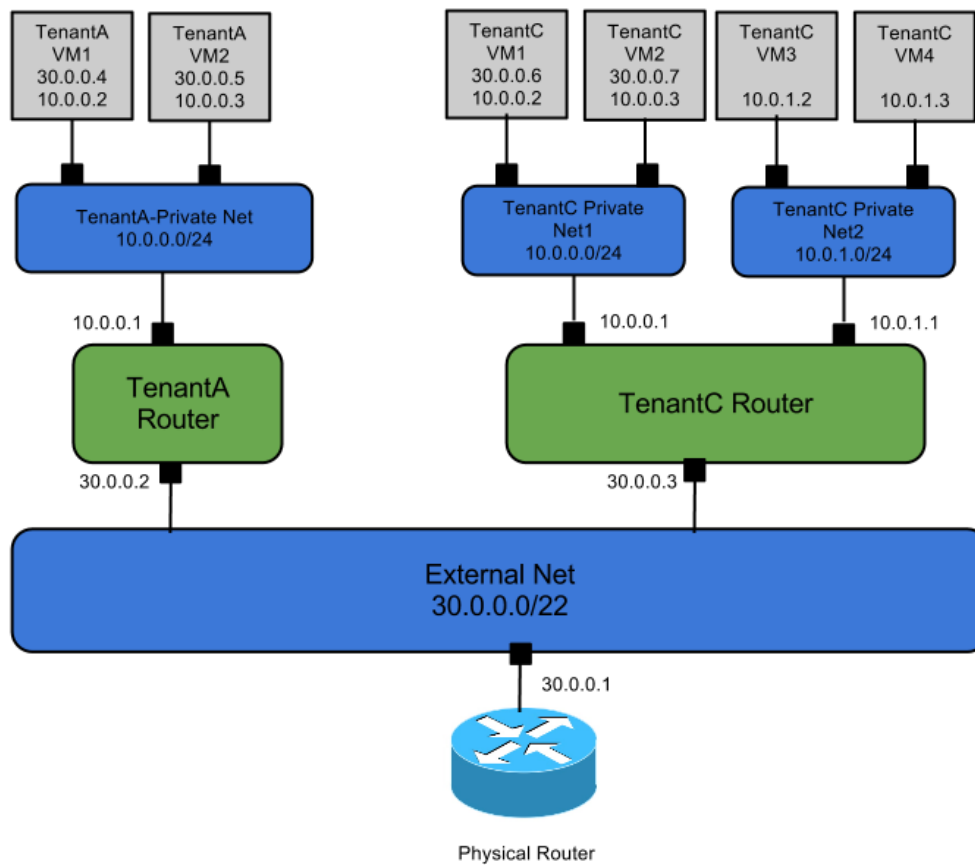 TenantA
VM1
30.0.0.4
10.0.0.2
TenantA
VM2
30.0.0.5
10.0.0.3
TenantC
VM1
30.0.0.6
10.0.0.2
TenantC
VM2
30.0.0.7
10.0.0.3
TenantC
VM3
10.0.1.2
TenantC
VM4
10.0.1.3
TenantA-Private Net
10.0.0.0/24
TenantC Private
Net1
10.0.0.0/24
TenantC Private
Net2
10.0.1.0/24
10.0.0.1
10.0.0.1
10.0.1.1
TenantA
Router
TenantC Router
30.0.0.2
30.0.0.3
External Net
30.0.0.0/22
30.0.0.1
Physical Router